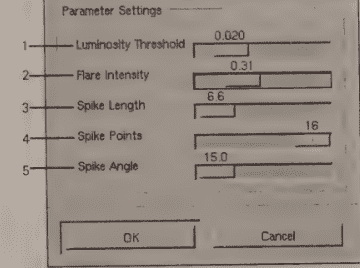 Parameter Settings
0.020
1 Luminosity Threshold
0.31
2 Flare Intensity
6.6
3 Spike Length
16
4 Spike Points
15.0
5 Spike Angle
OK Cancel